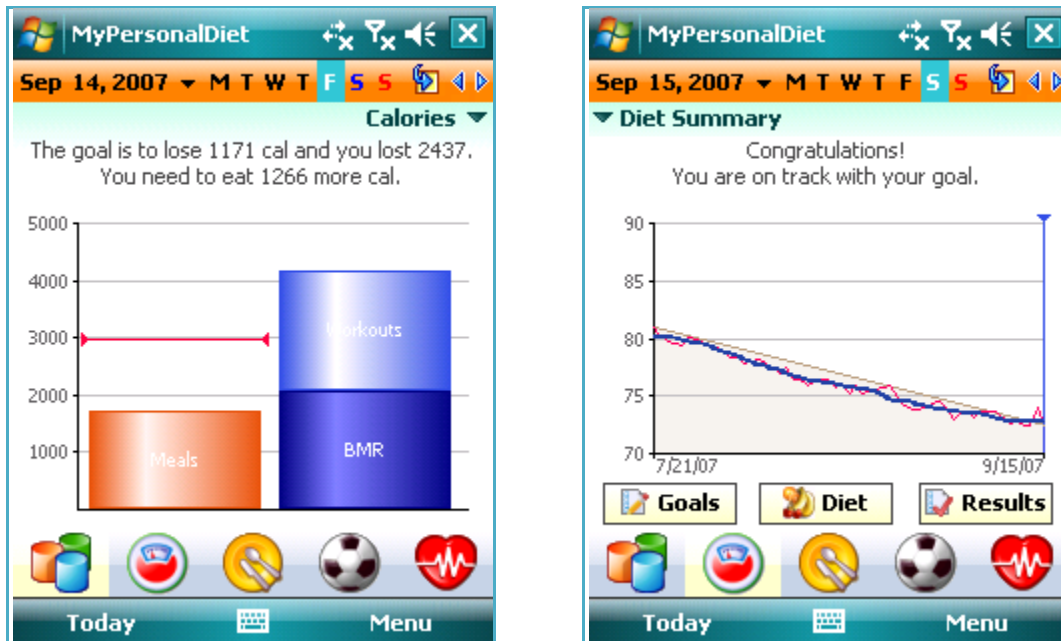 MyPersonalDiet
Sep 14, 2007 M T W T F S S
Calories
The goal is to lose 1171 cal and you lost 2437.
You need to eat 1266 more cal.
5000
4000
3000
2000
1000
Workouts
Meals
BMR
Today Menu
MyPersonalDiet
Sep 15, 2007 M T W T F S S
Diet Summary
Congratulations!
You are on track with your goal.
90
85
80
75
70
7/21/07 9/15/07
Goals Diet Results
Today Menu